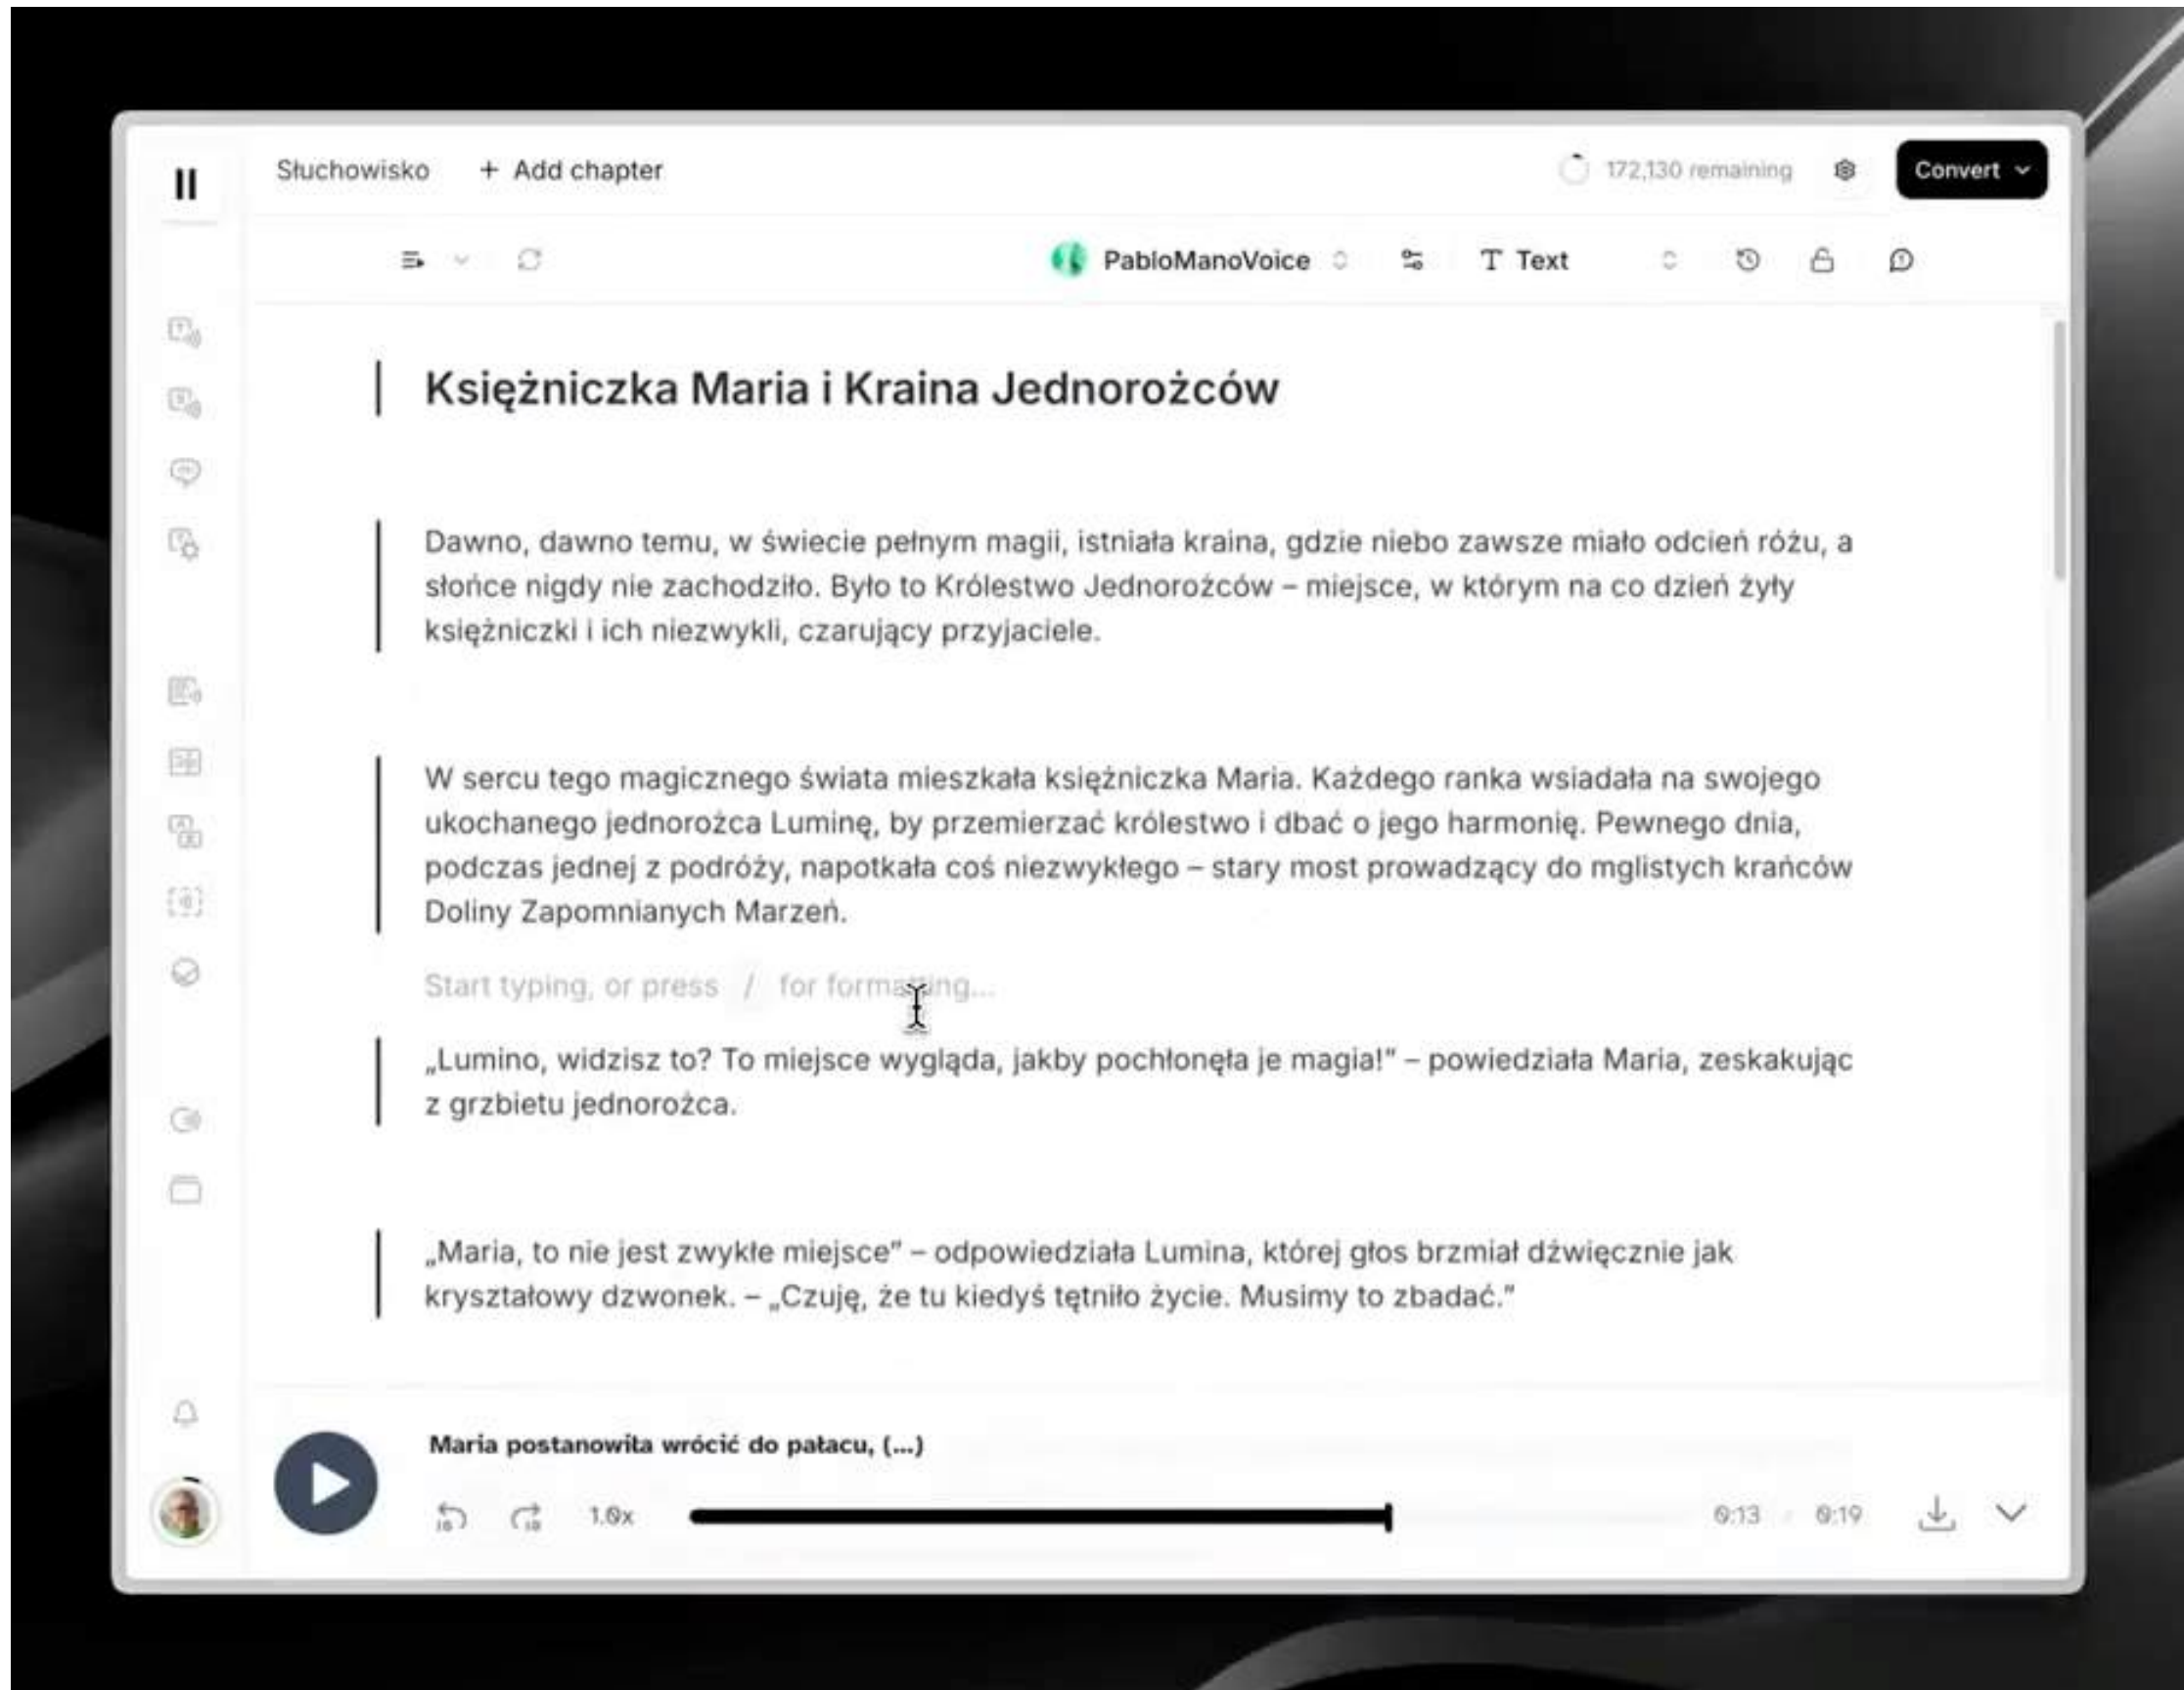 Słuchowisko + Add chapter 172,130 remaining Convert
PabloManoVoice T Text
Księżniczka Maria i Kraina Jednorożców
Dawno, dawno temu, w świecie pełnym magii, istniała kraina, gdzie niebo zawsze miało odcień różu, a
słońce nigdy nie zachodziło. Było to Królestwo Jednorożców – miejsce, w którym na co dzień żyły
księżniczki i ich niezwykli, czarujący przyjaciele.
W sercu tego magicznego świata mieszkała księżniczka Maria. Każdego ranka wsiadała na swojego
ukochanego jednorożca Luminę, by przemierzać królestwo i dbać o jego harmonię. Pewnego dnia,
podczas jednej z podróży, napotkała coś niezwykłego – stary most prowadzący do mglistych krańców
Doliny Zapomnianych Marzeń.
Start typing, or press / for formatting...
„Lumino, widzisz to? To miejsce wygląda, jakby pochłonęła je magia!” – powiedziała Maria, zeskakując
z grzbietu jednorożca.
„Maria, to nie jest zwykłe miejsce” – odpowiedziała Lumina, której głos brzmiał dźwięcznie jak
kryształowy dzwonek. – „Czuję, że tu kiedyś tętniło życie. Musimy to zbadać.”
Maria postanowiła wrócić do pałacu, (...)
10 10 1.0x 0:13 / 0:19